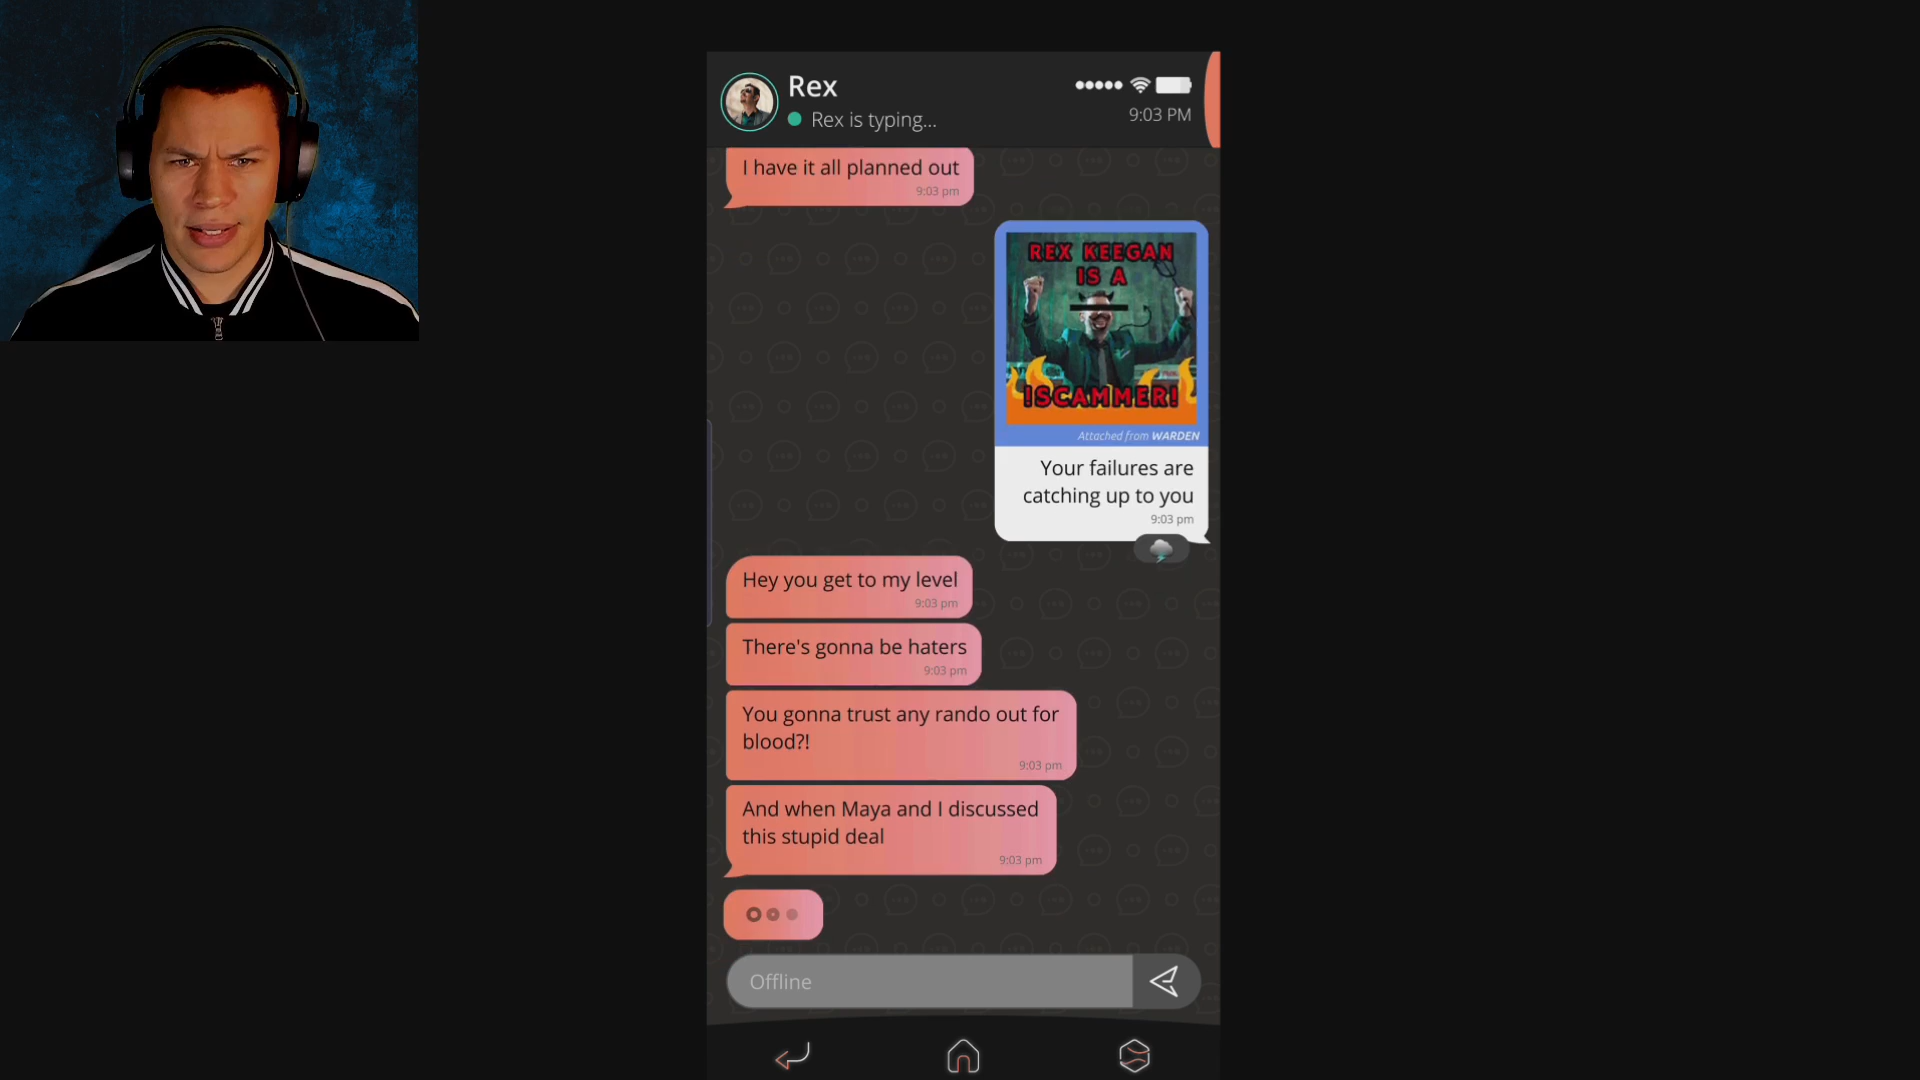 Rex
Rex is typing...
9:03 PM
I have it all planned out
9:03 pm
REX KEEGAN
IS A
!SCAMMER!
Attached from WARDEN
Your failures are
catching up to you
9:03 pm
Hey you get to my level
9:03 pm
There's gonna be haters
9:03 pm
You gonna trust any rando out for
blood?!
9:03 pm
And when Maya and I discussed
this stupid deal
9:03 pm
Offline